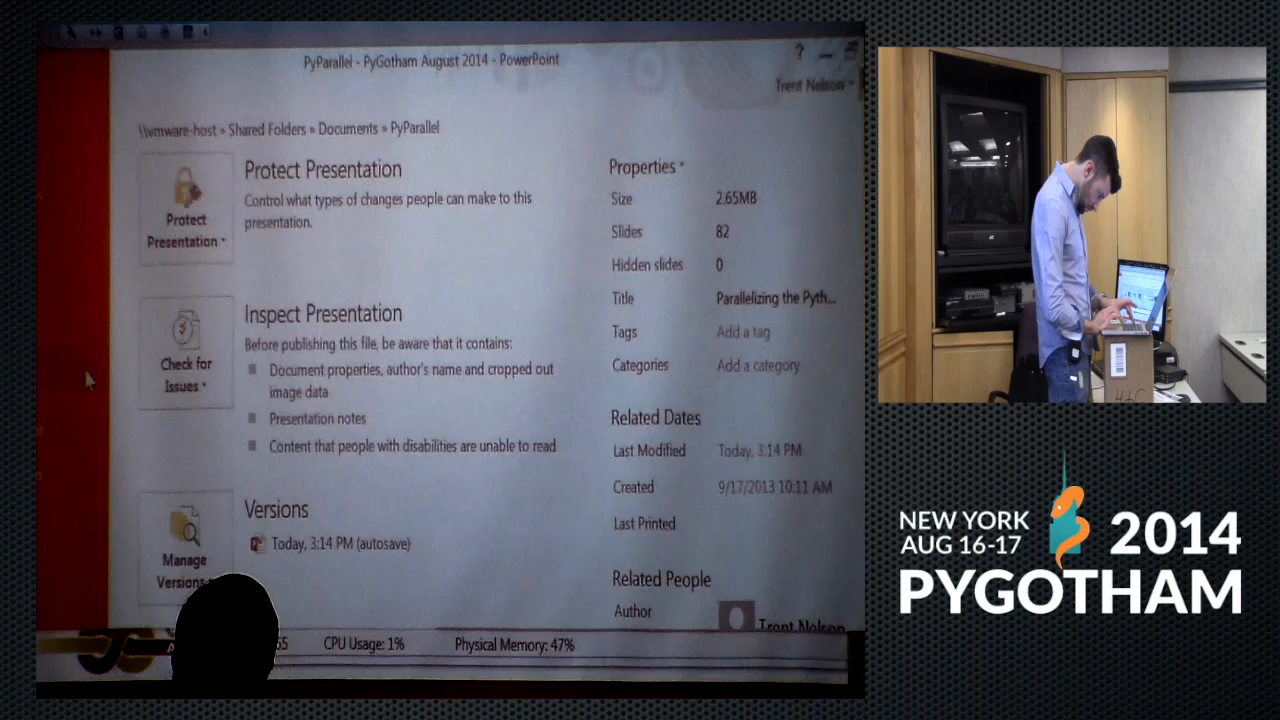 PyParallel - PyGotham August 2014 - PowerPoint
?
Trent Nelson
\\vmware-host » Shared Folders » Documents » PyParallel
Protect Presentation
Protect Presentation
Control what types of changes people can make to this
presentation.
Check for Issues
Inspect Presentation
Before publishing this file, be aware that it contains:
Document properties, author's name and cropped out
image data
Presentation notes
Content that people with disabilities are unable to read
Manage Versions
Versions
Today, 3:14 PM (autosave)
Properties
Size 2.65MB
Slides 82
Hidden slides 0
Title Parallelizing the Pyth...
Tags Add a tag
Categories Add a category
Related Dates
Last Modified Today, 3:14 PM
Created 9/17/2013 10:11 AM
Last Printed
Related People
Author Trent Nelson
CPU Usage: 1%
Physical Memory: 47%
NEW YORK
AUG 16-17
2014
PYGOTHAM